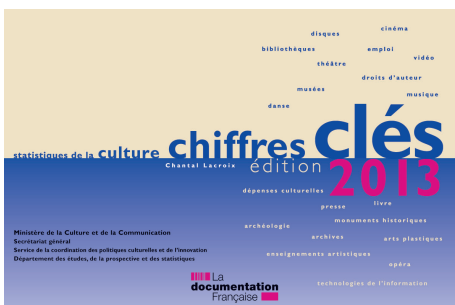 disques
cinéma
bibliothèques
emploi
théâtre
vidéo
droits d'auteur
musées
musique
danse
statistiques de la culture chiffres clés
Chantal Lacroix
édition 2013
dépenses culturelles
presse
livre
monuments historiques
archéologie
archives
arts plastiques
enseignements artistiques
opéra
technologies de l'information
Ministère de la Culture et de la Communication
Secrétariat général
Service de la coordination des politiques culturelles et de l'innovation
Département des études, de la prospective et des statistiques
La
documentation
Française